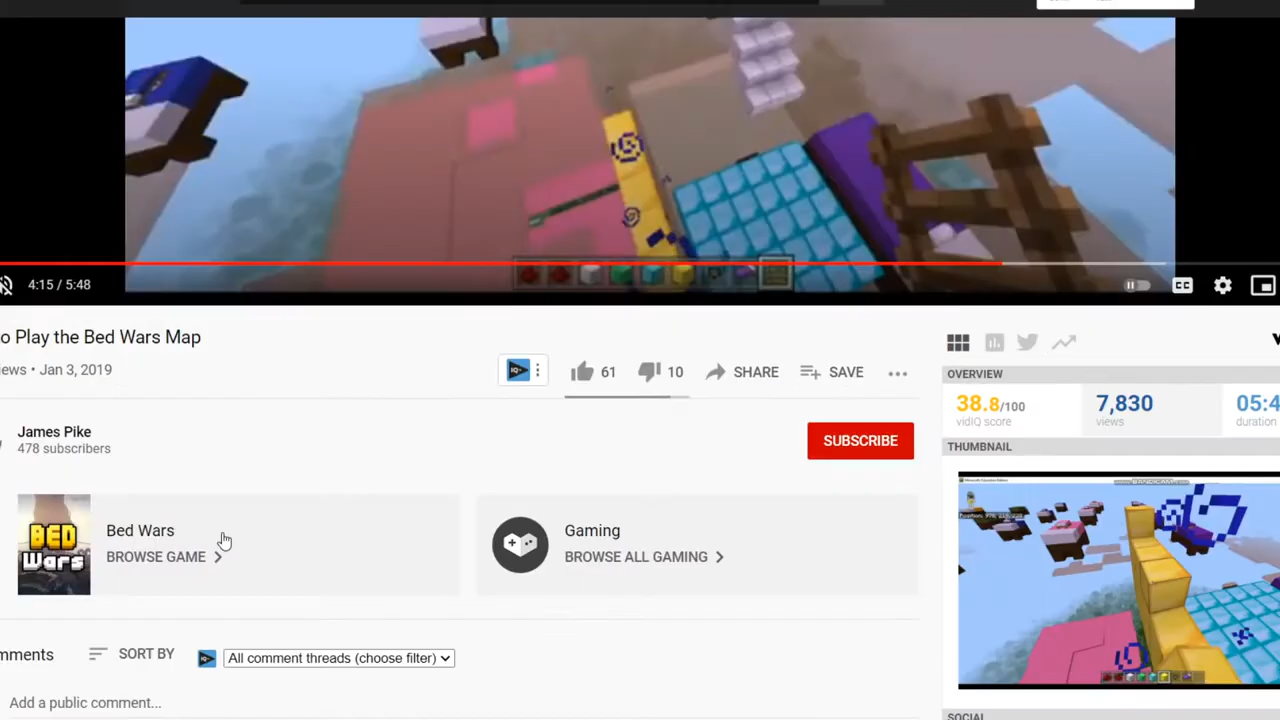 4:15 / 5:48
CC
o Play the Bed Wars Map
iews • Jan 3, 2019
IQ
61
10
SHARE
SAVE
James Pike
478 subscribers
SUBSCRIBE
BED
WARS
Bed Wars
BROWSE GAME
Gaming
BROWSE ALL GAMING
mments
SORT BY
All comment threads (choose filter)
Add a public comment...
OVERVIEW
38.8/100
vidIQ score
7,830
views
05:4
duration
THUMBNAIL
SOCIAL